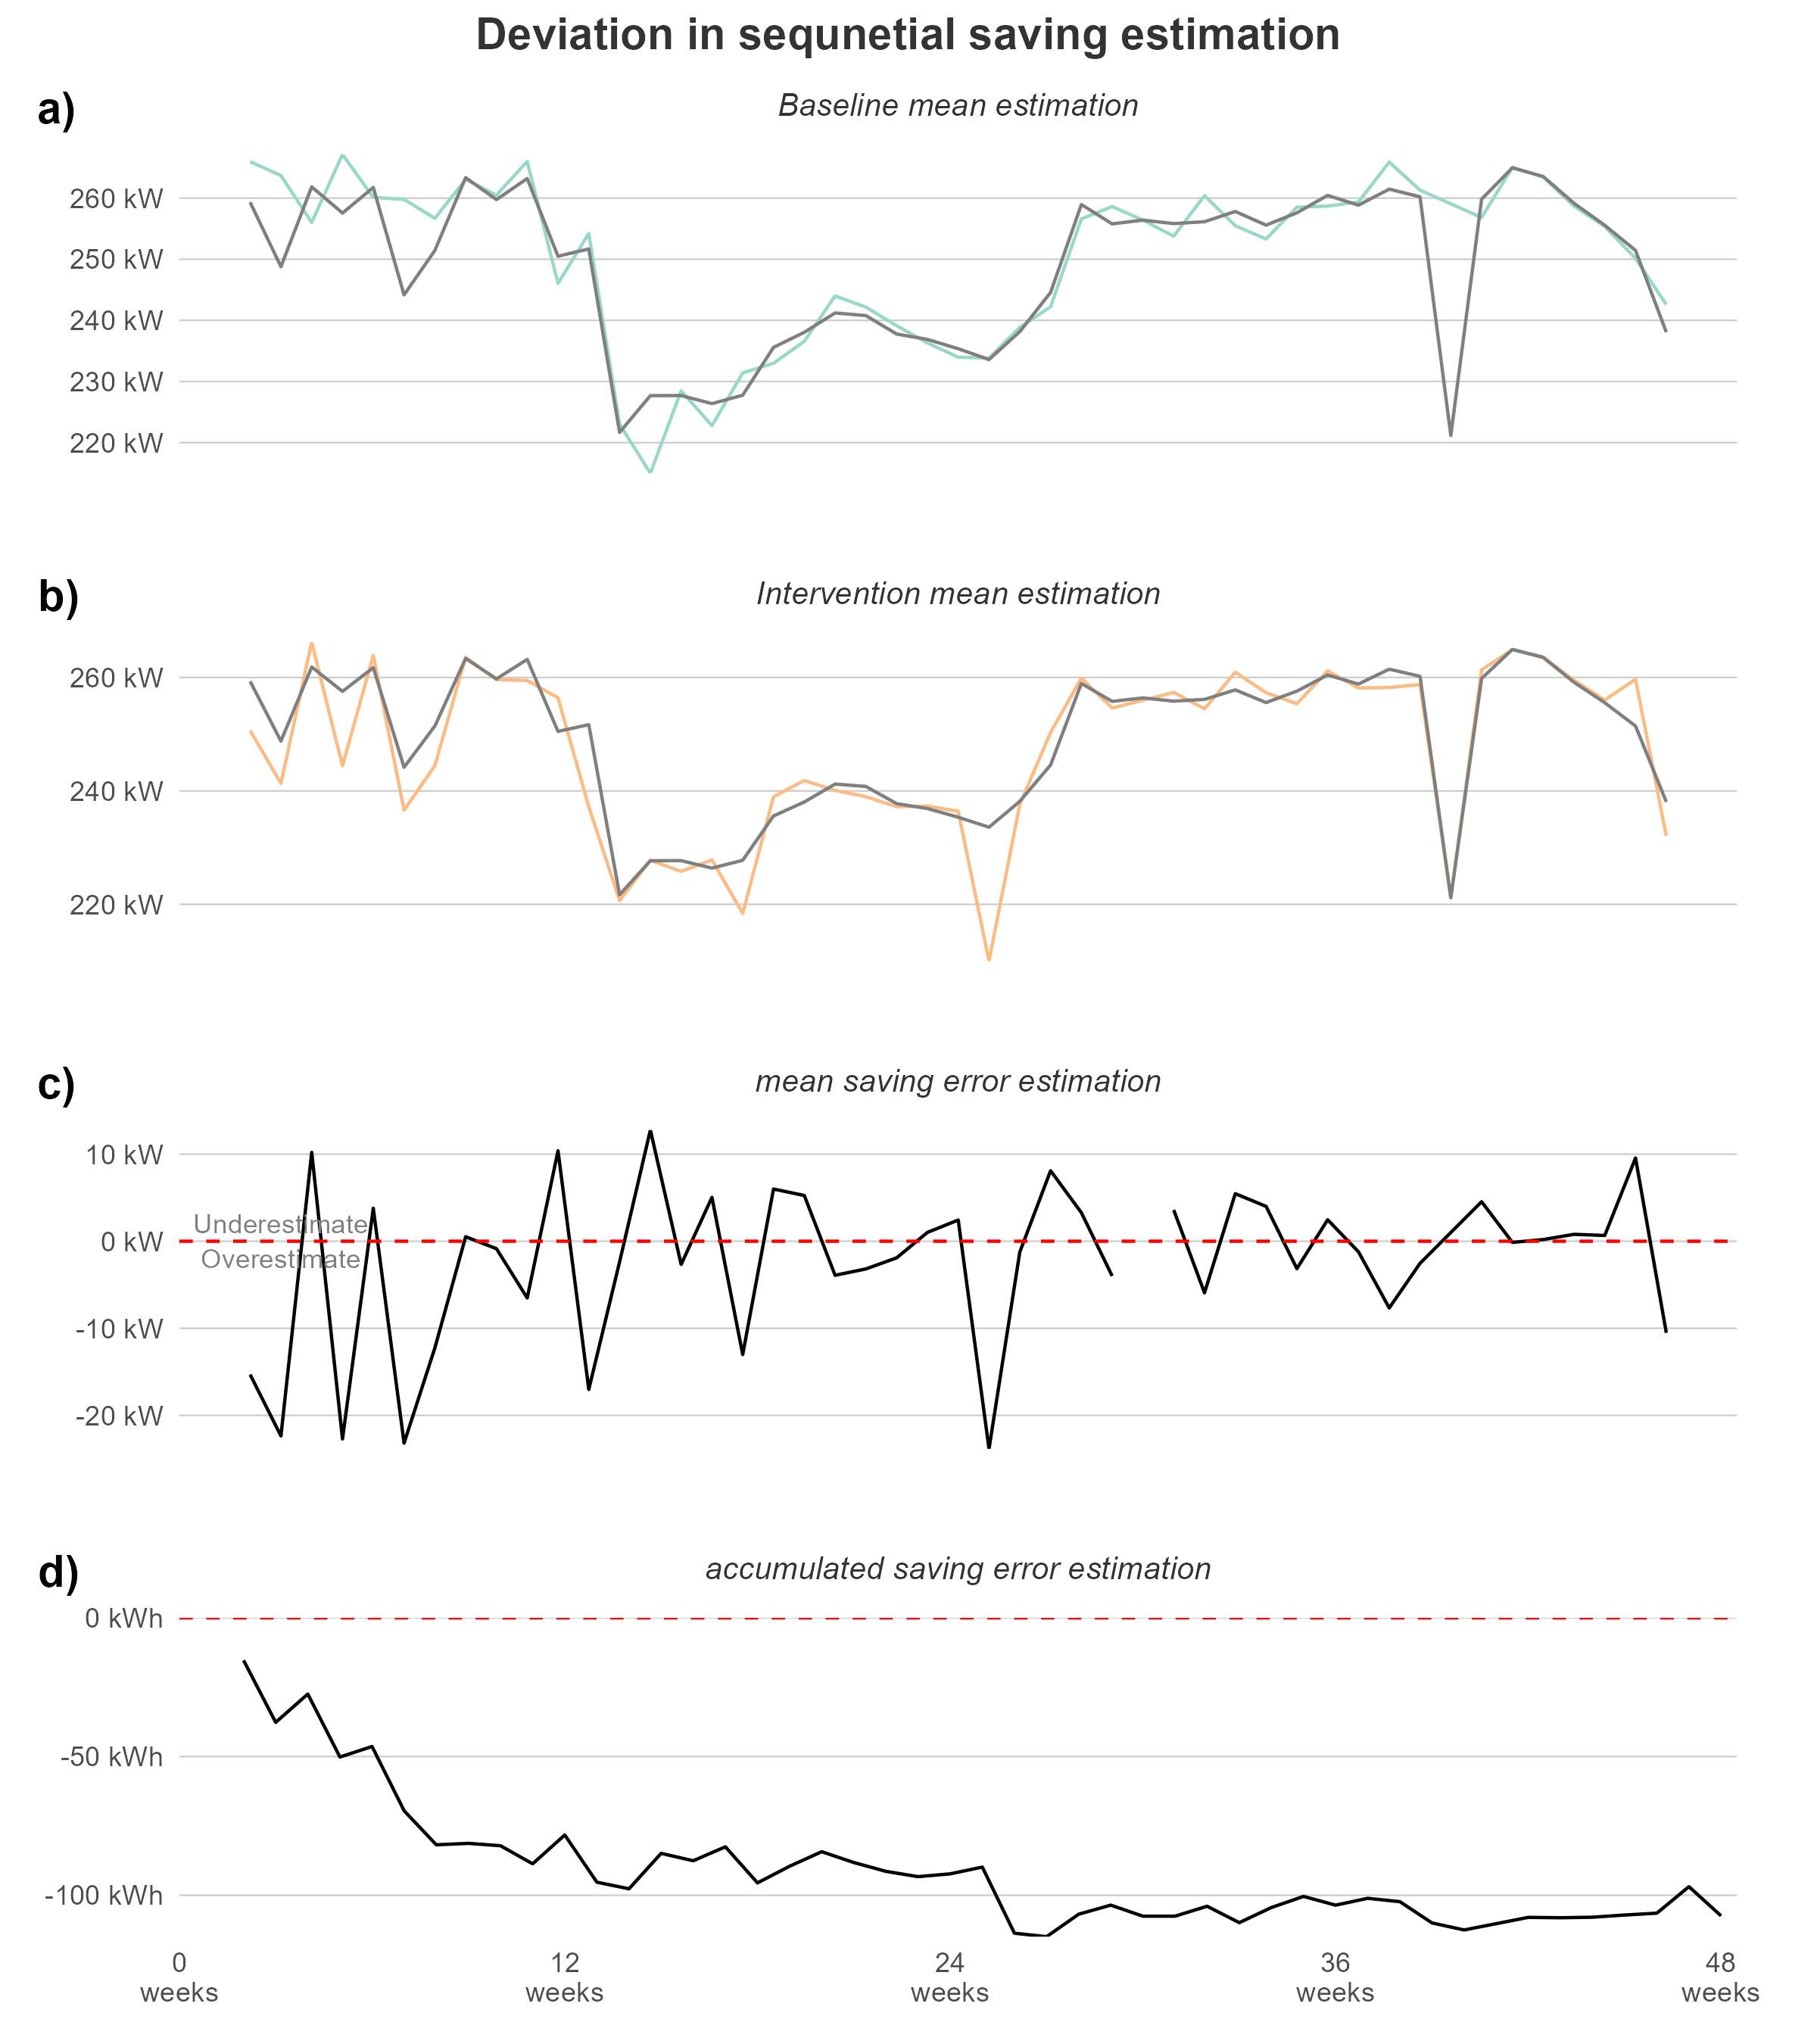 Deviation in sequnetial saving estimation
a)
Baseline mean estimation
260 kW
250 kW
240 kW
230 kW
220 kW
b)
Intervention mean estimation
260 kW
240 kW
220 kW
c)
mean saving error estimation
10 kW
Underestimate
0 kW
Overestimate
-10 kW
-20 kW
d)
accumulated saving error estimation
0 kWh
-50 kWh
-100 kWh
0
weeks
12
weeks
24
weeks
36
weeks
48
weeks